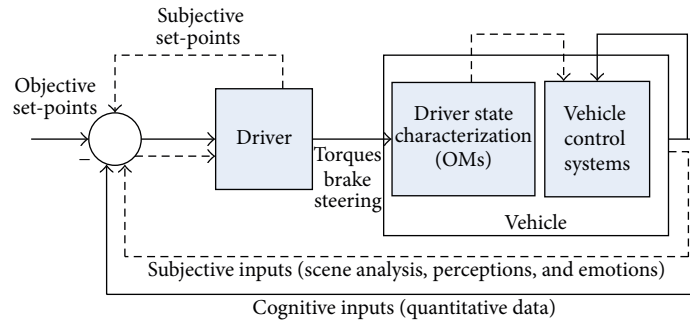 Subjective
set-points
Objective
set-points
–
Driver
Torques
brake
steering
Driver state
characterization
(OMs)
Vehicle
control
systems
Vehicle
Subjective inputs (scene analysis, perceptions, and emotions)
Cognitive inputs (quantitative data)